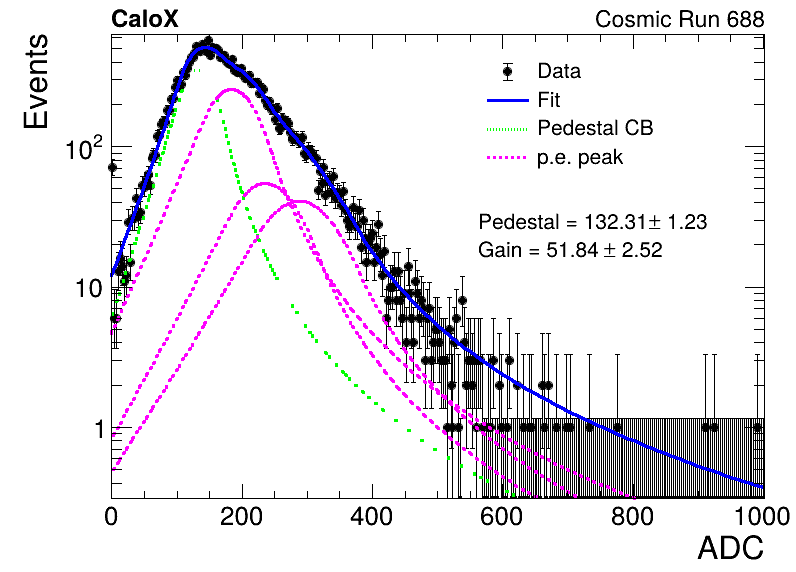 CaloX Cosmic Run 688
Events
Data
Fit
Pedestal CB
p.e. peak
Pedestal = 132.31± 1.23
Gain = 51.84 ± 2.52
10²
10
1
0 200 400 600 800 1000
ADC